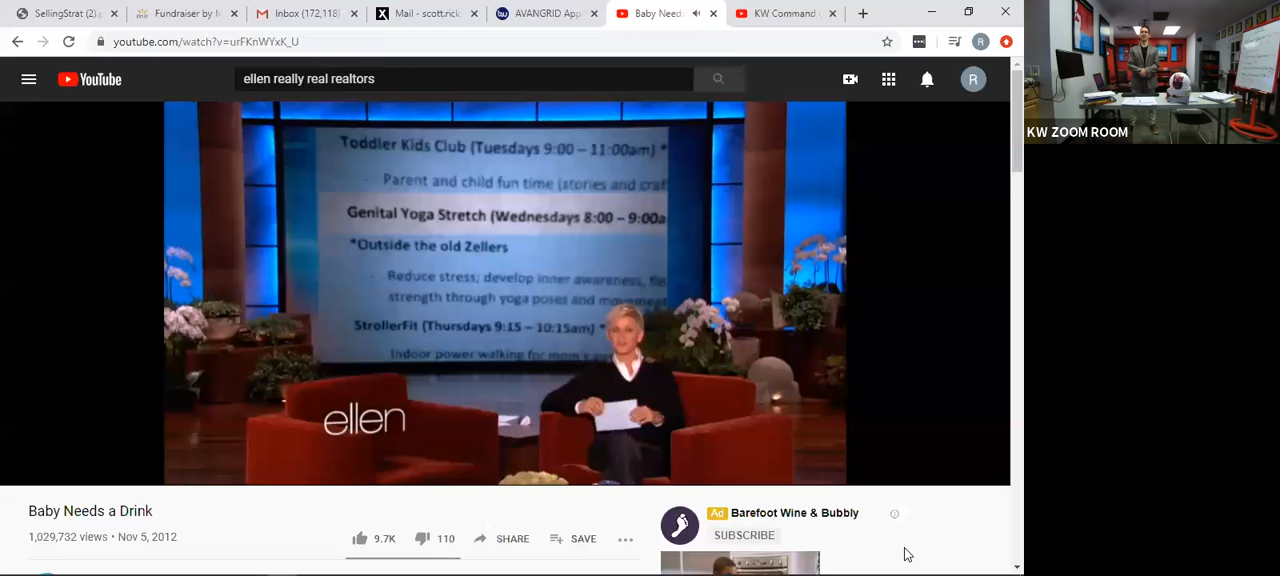 SellingStrat (2).p
Fundraiser by M
Inbox (172,118)
Mail - scott.rick
AVANGRID App
Baby Need
KW Command
youtube.com/watch?v=urFKnWYxK_U
R
YouTube
ellen really real realtors
R
KW ZOOM ROOM
Toddler Kids Club (Tuesdays 9:00 – 11:00am) *
Parent and child fun time (stories and craf
Genital Yoga Stretch (Wednesdays 8:00 – 9:00a
*Outside the old Zellers
Reduce stress; develop inner awareness, fle
strength through yoga poses and movement
StrollerFit (Thursdays 9:15 – 10:15am) *
Indoor power walking for mom's
ellen
Baby Needs a Drink
1,029,732 views • Nov 5, 2012
9.7K
110
SHARE
SAVE
Ad Barefoot Wine & Bubbly
SUBSCRIBE